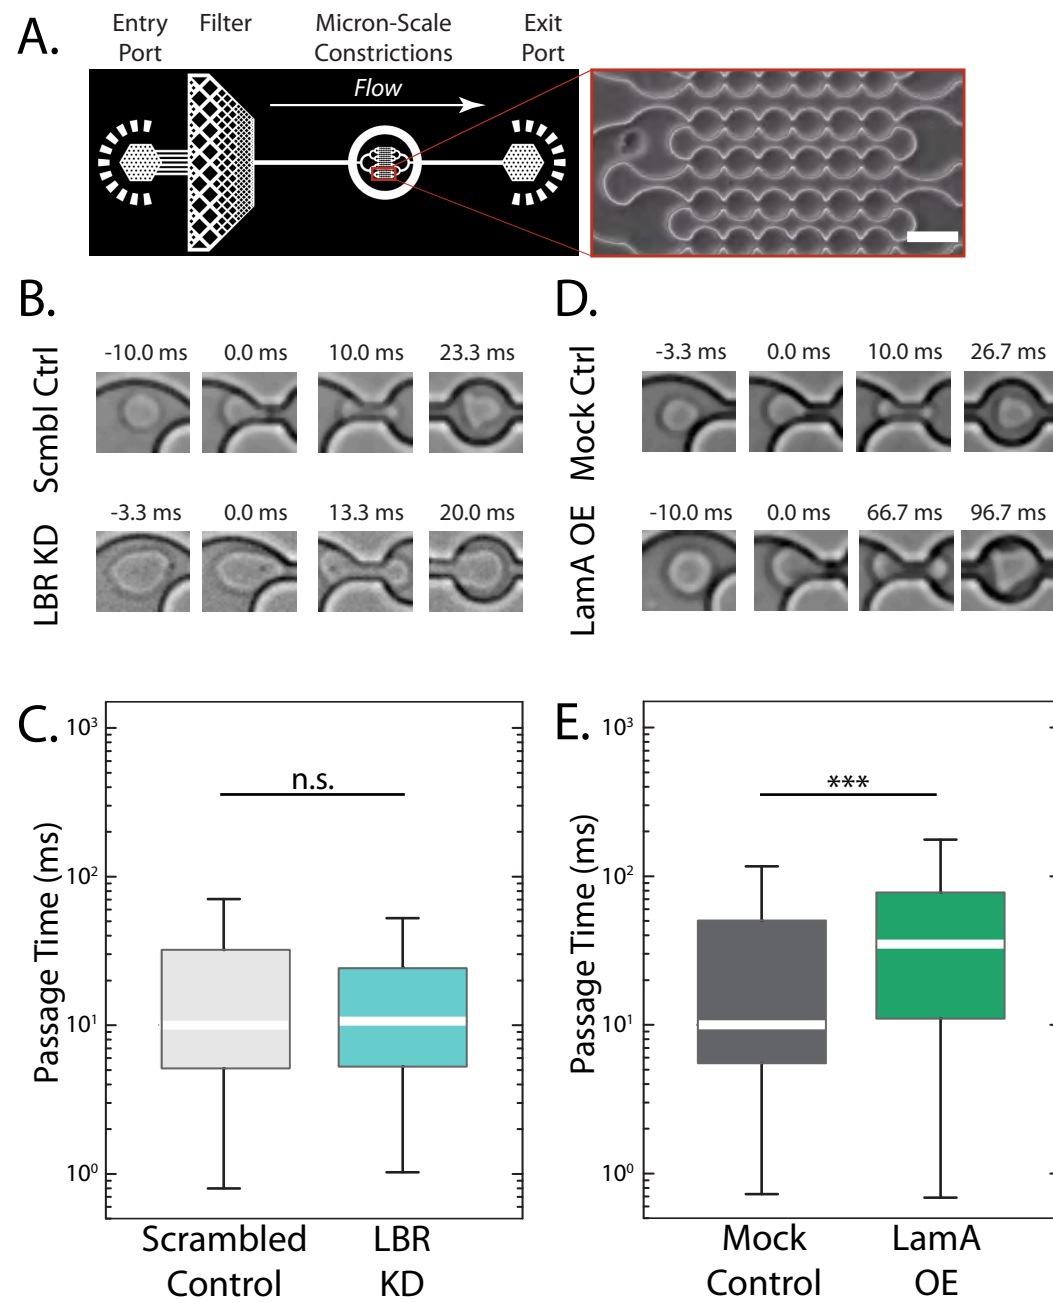 A.
Entry
Port
Filter
Micron-Scale
Constrictions
Exit
Port
Flow
B.
Scmbl Ctrl
-10.0 ms 0.0 ms 10.0 ms 23.3 ms
LBR KD
-3.3 ms 0.0 ms 13.3 ms 20.0 ms
D.
Mock Ctrl
-3.3 ms 0.0 ms 10.0 ms 26.7 ms
LamA OE
-10.0 ms 0.0 ms 66.7 ms 96.7 ms
C.
Passage Time (ms)
10³
10²
10¹
10⁰
n.s.
Scrambled
Control
LBR
KD
E.
Passage Time (ms)
10³
10²
10¹
10⁰
***
Mock
Control
LamA
OE